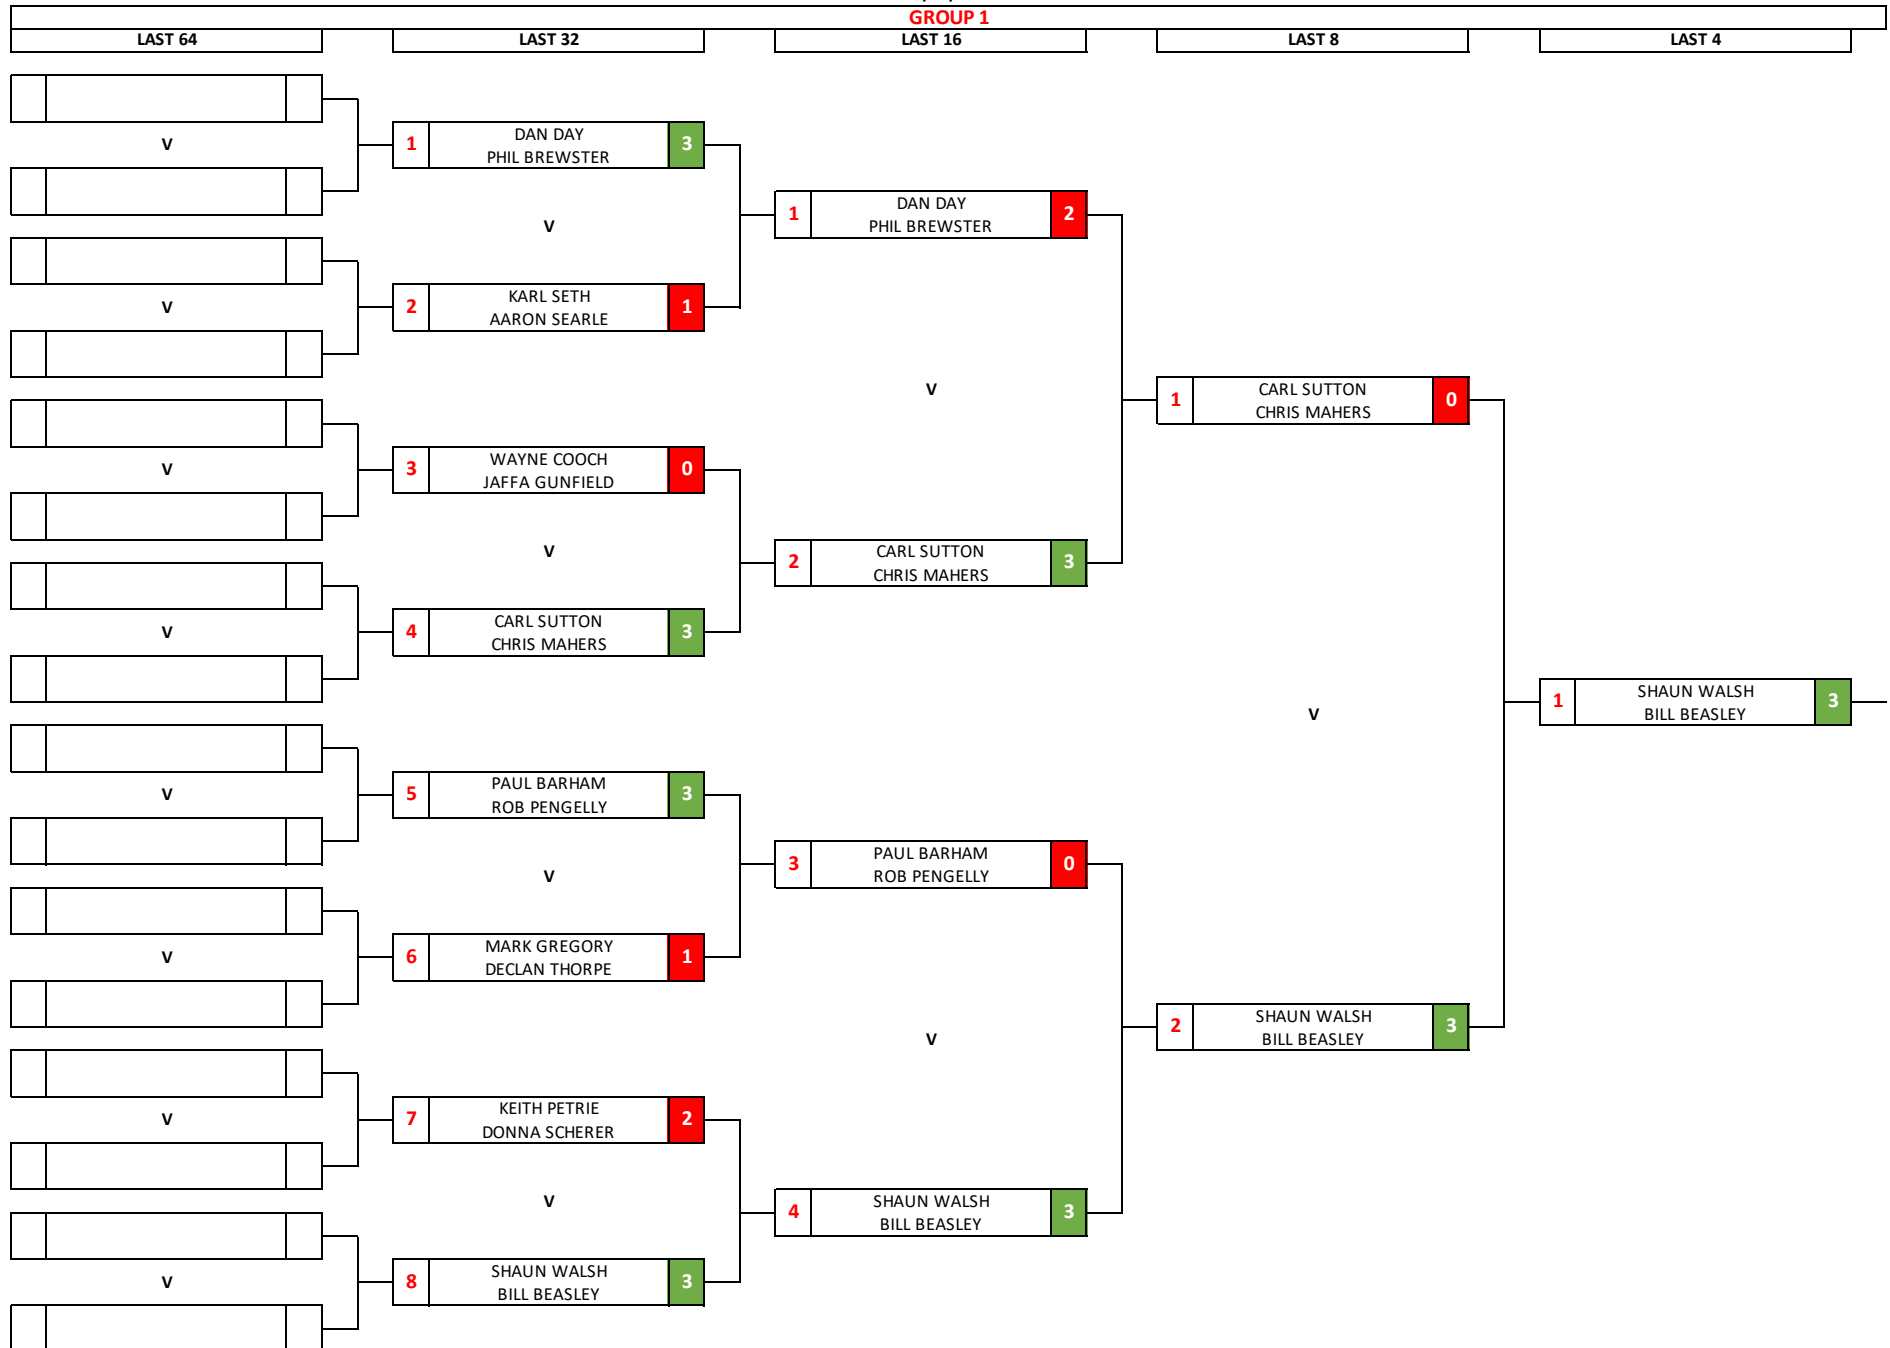 GROUP 1
LAST 64
LAST 32
LAST 16
LAST 8
LAST 4
V
1
DAN DAY
PHIL BREWSTER
3
V
V
2
KARL SETH
AARON SEARLE
1
V
3
WAYNE COOCH
JAFFA GUNFIELD
0
V
V
4
CARL SUTTON
CHRIS MAHERS
3
V
5
PAUL BARHAM
ROB PENGELLY
3
V
V
6
MARK GREGORY
DECLAN THORPE
1
V
7
KEITH PETRIE
DONNA SCHERER
2
V
V
8
SHAUN WALSH
BILL BEASLEY
3
1
DAN DAY
PHIL BREWSTER
2
V
2
CARL SUTTON
CHRIS MAHERS
3
3
PAUL BARHAM
ROB PENGELLY
0
V
4
SHAUN WALSH
BILL BEASLEY
3
1
CARL SUTTON
CHRIS MAHERS
0
V
2
SHAUN WALSH
BILL BEASLEY
3
1
SHAUN WALSH
BILL BEASLEY
3